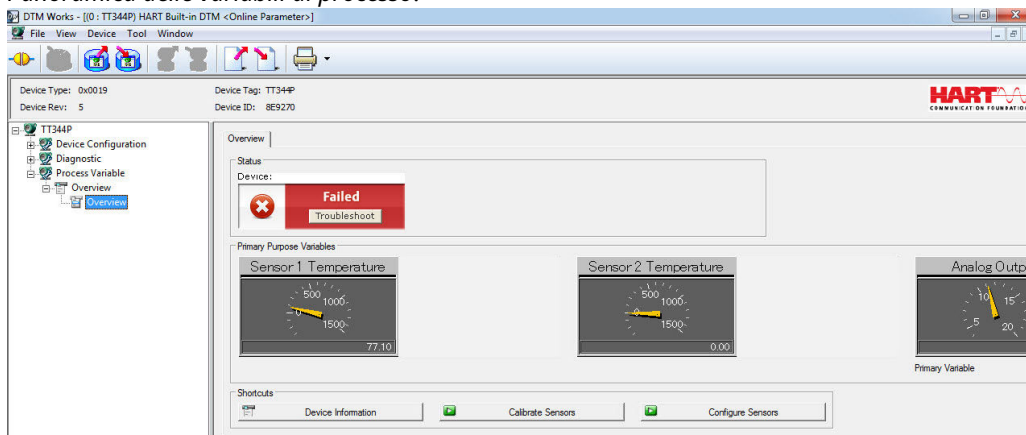 Panoramica delle variabili di processo:
DTM Works - [(0 : TT344P) HART Built-in DTM <Online Parameter>]
File View Device Tool Window
Device Type: 0x0019 Device Tag: TT344P
Device Rev: 5 Device ID: 8E9270
HART
COMMUNICATION FOUNDATIO
TT344P
Device Configuration
Diagnostic
Process Variable
Overview
Overview
Overview
Status
Device:
Failed
Troubleshoot
Primary Purpose Variables
Sensor 1 Temperature
0 500 1000 1500
77.10
Sensor 2 Temperature
0 500 1000 1500
0.00
Analog Outp
5 10 15 20
Primary Variable
Shortcuts
Device Information Calibrate Sensors Configure Sensors